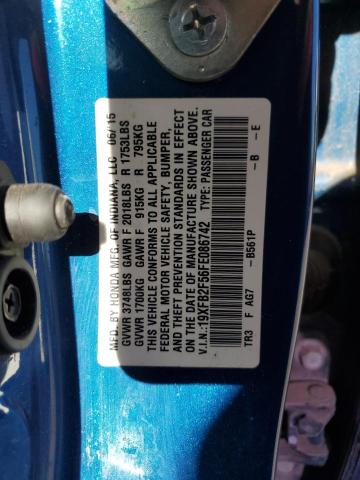 MFD. BY HONDA MFG. OF INDIANA, LLC 06/15
GVWR 3748LBS GAWR F 2018LBS R 1753LBS
GVWR 1700KG GAWR F 915KG R 795KG
THIS VEHICLE CONFORMS TO ALL APPLICABLE
FEDERAL MOTOR VEHICLE SAFETY, BUMPER,
AND THEFT PREVENTION STANDARDS IN EFFECT
ON THE DATE OF MANUFACTURE SHOWN ABOVE.
V.I.N.:19XFB2F56FE086742 TYPE: PASSENGER CAR
TR3 F AG7 -B561P -B -E